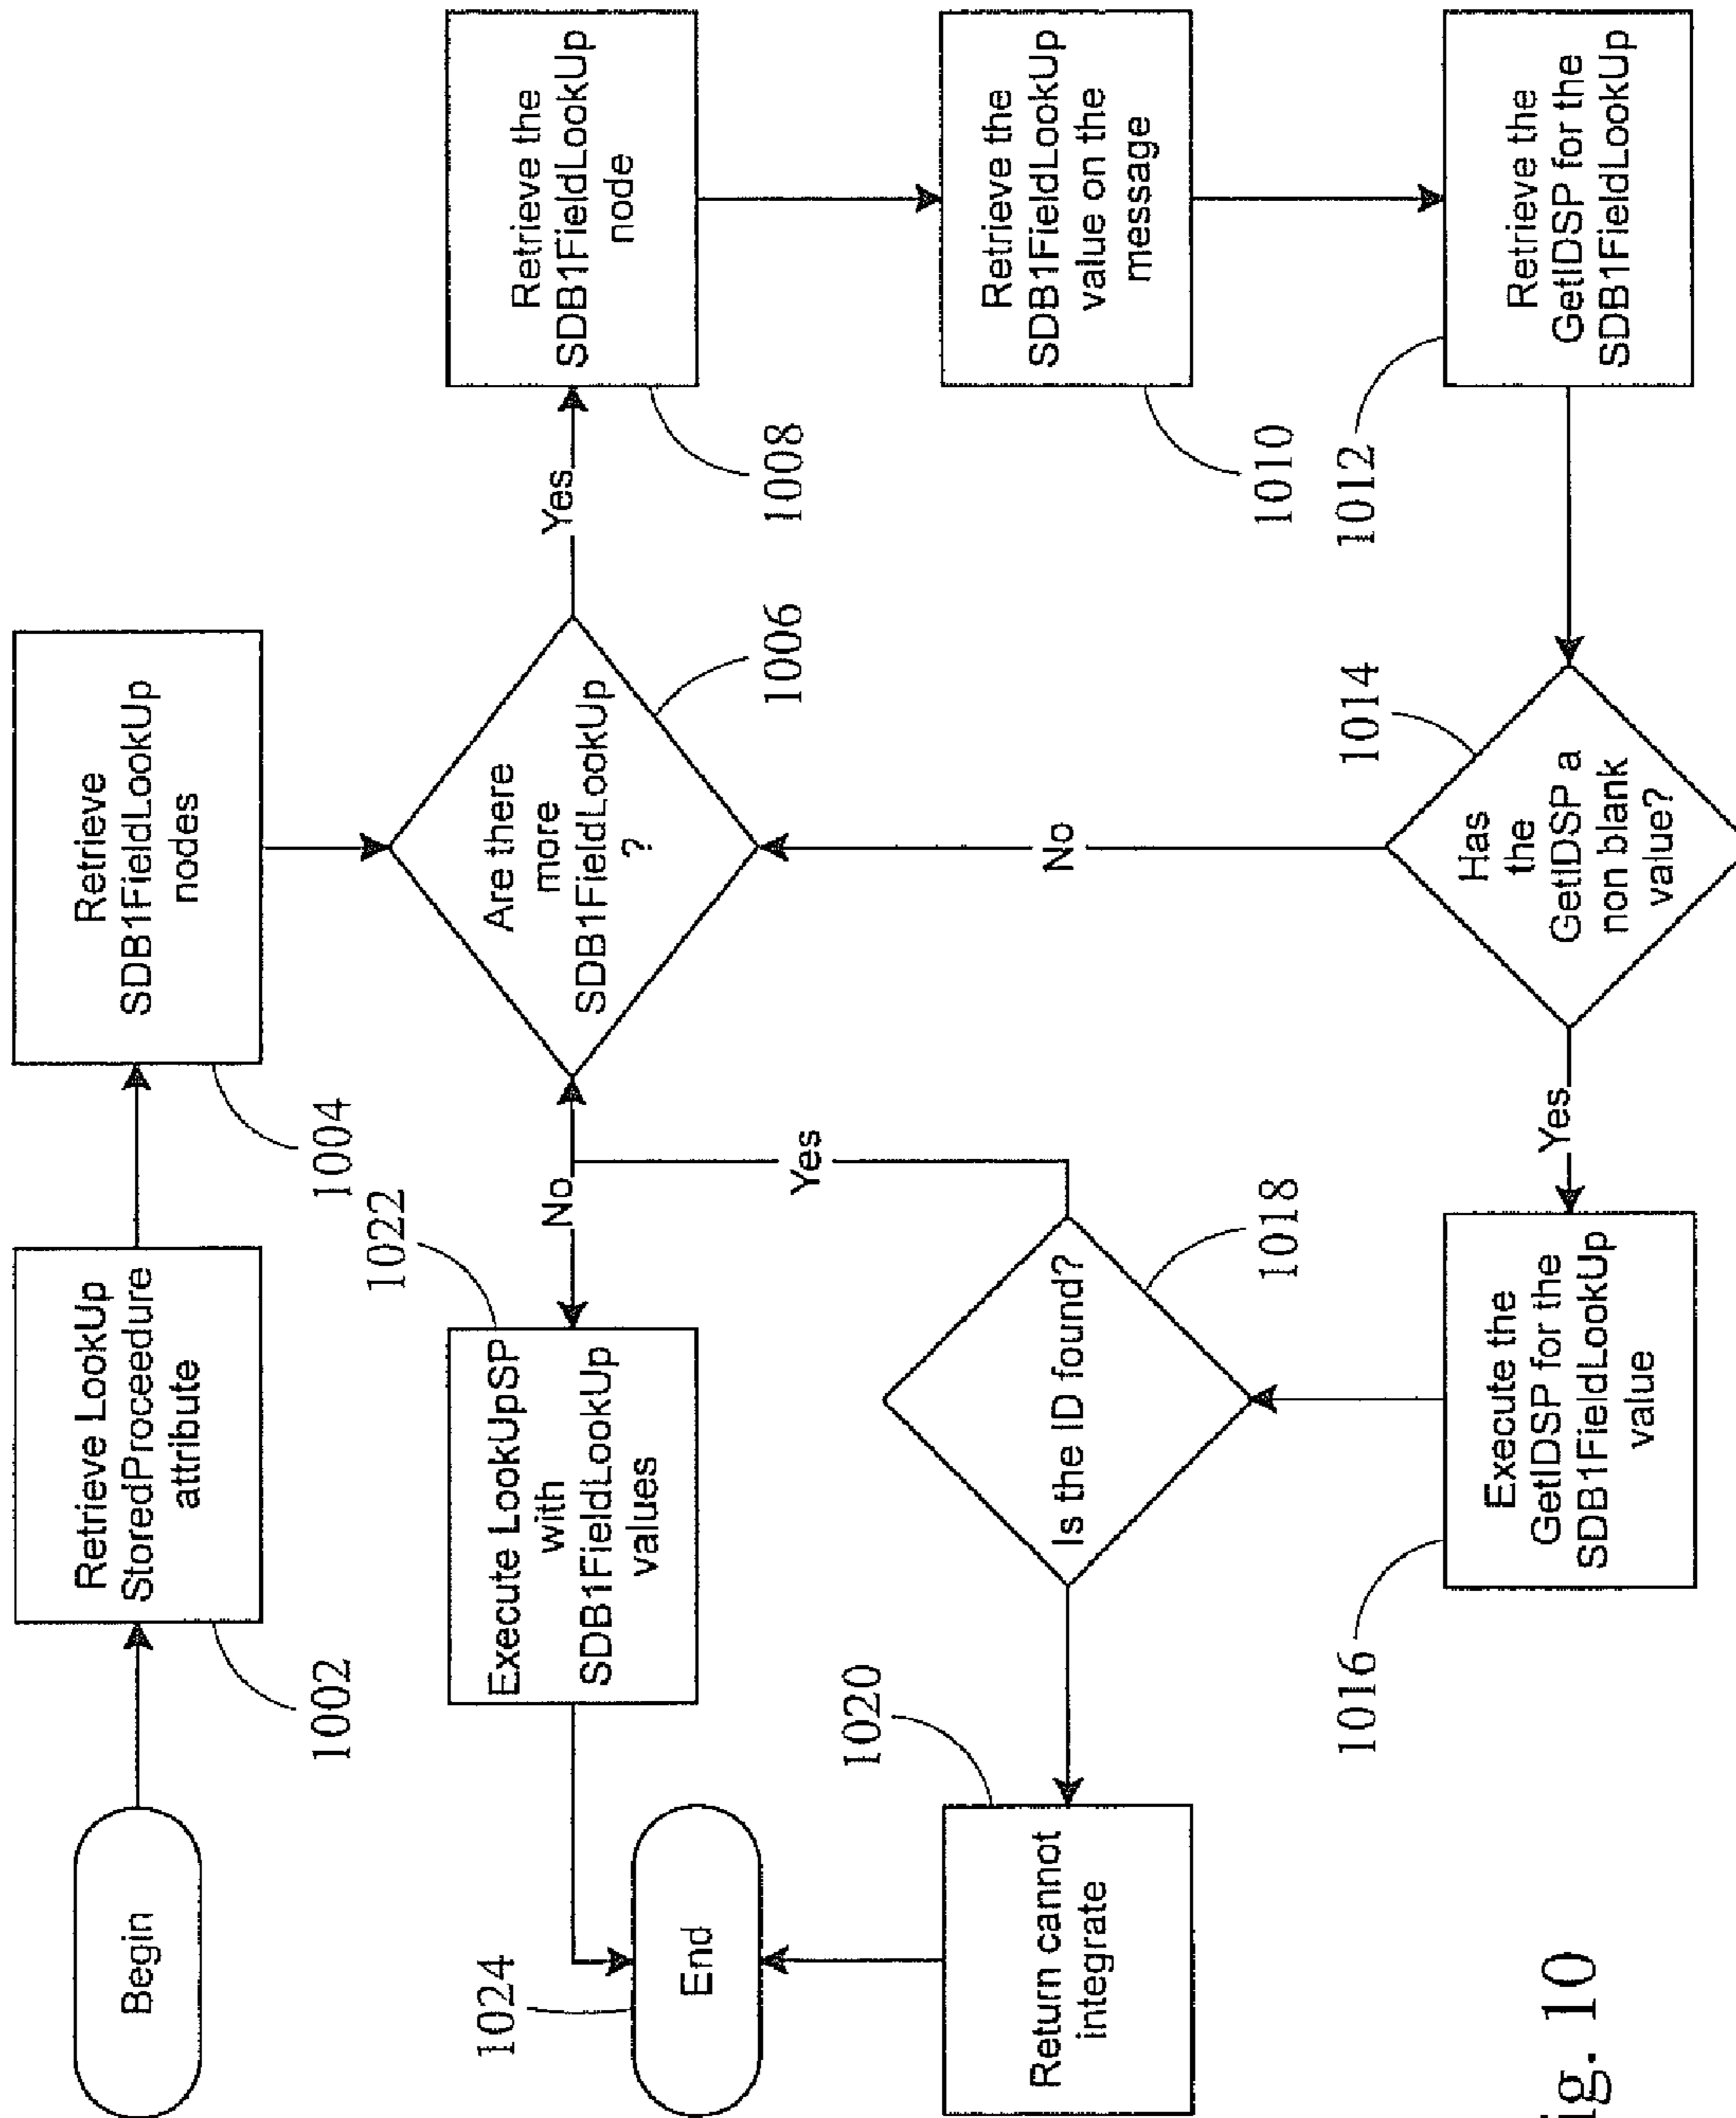 Begin
Retrieve LookUp
StoredProceedure
attribute
1002
Retrieve
SDB1FieldLookUp
nodes
1004
Are there
more
SDB1FieldLookUp
?
1006
Yes
No
Retrieve the
SDB1FieldLookUp
node
1008
Retrieve the
SDB1FieldLookUp
value on the
message
1010
Retrieve the
GetIDSP for the
SDB1FieldLookUp
1012
Has
the
GetIDSP a
non blank
value?
1014
No
Yes
Execute the
GetIDSP for the
SDB1FieldLookUp
value
1016
Is the ID found?
1018
Yes
Return cannot
integrate
1020
Execute LookUpSP
with
SDB1FieldLookUp
values
1022
End
1024
ig. 10